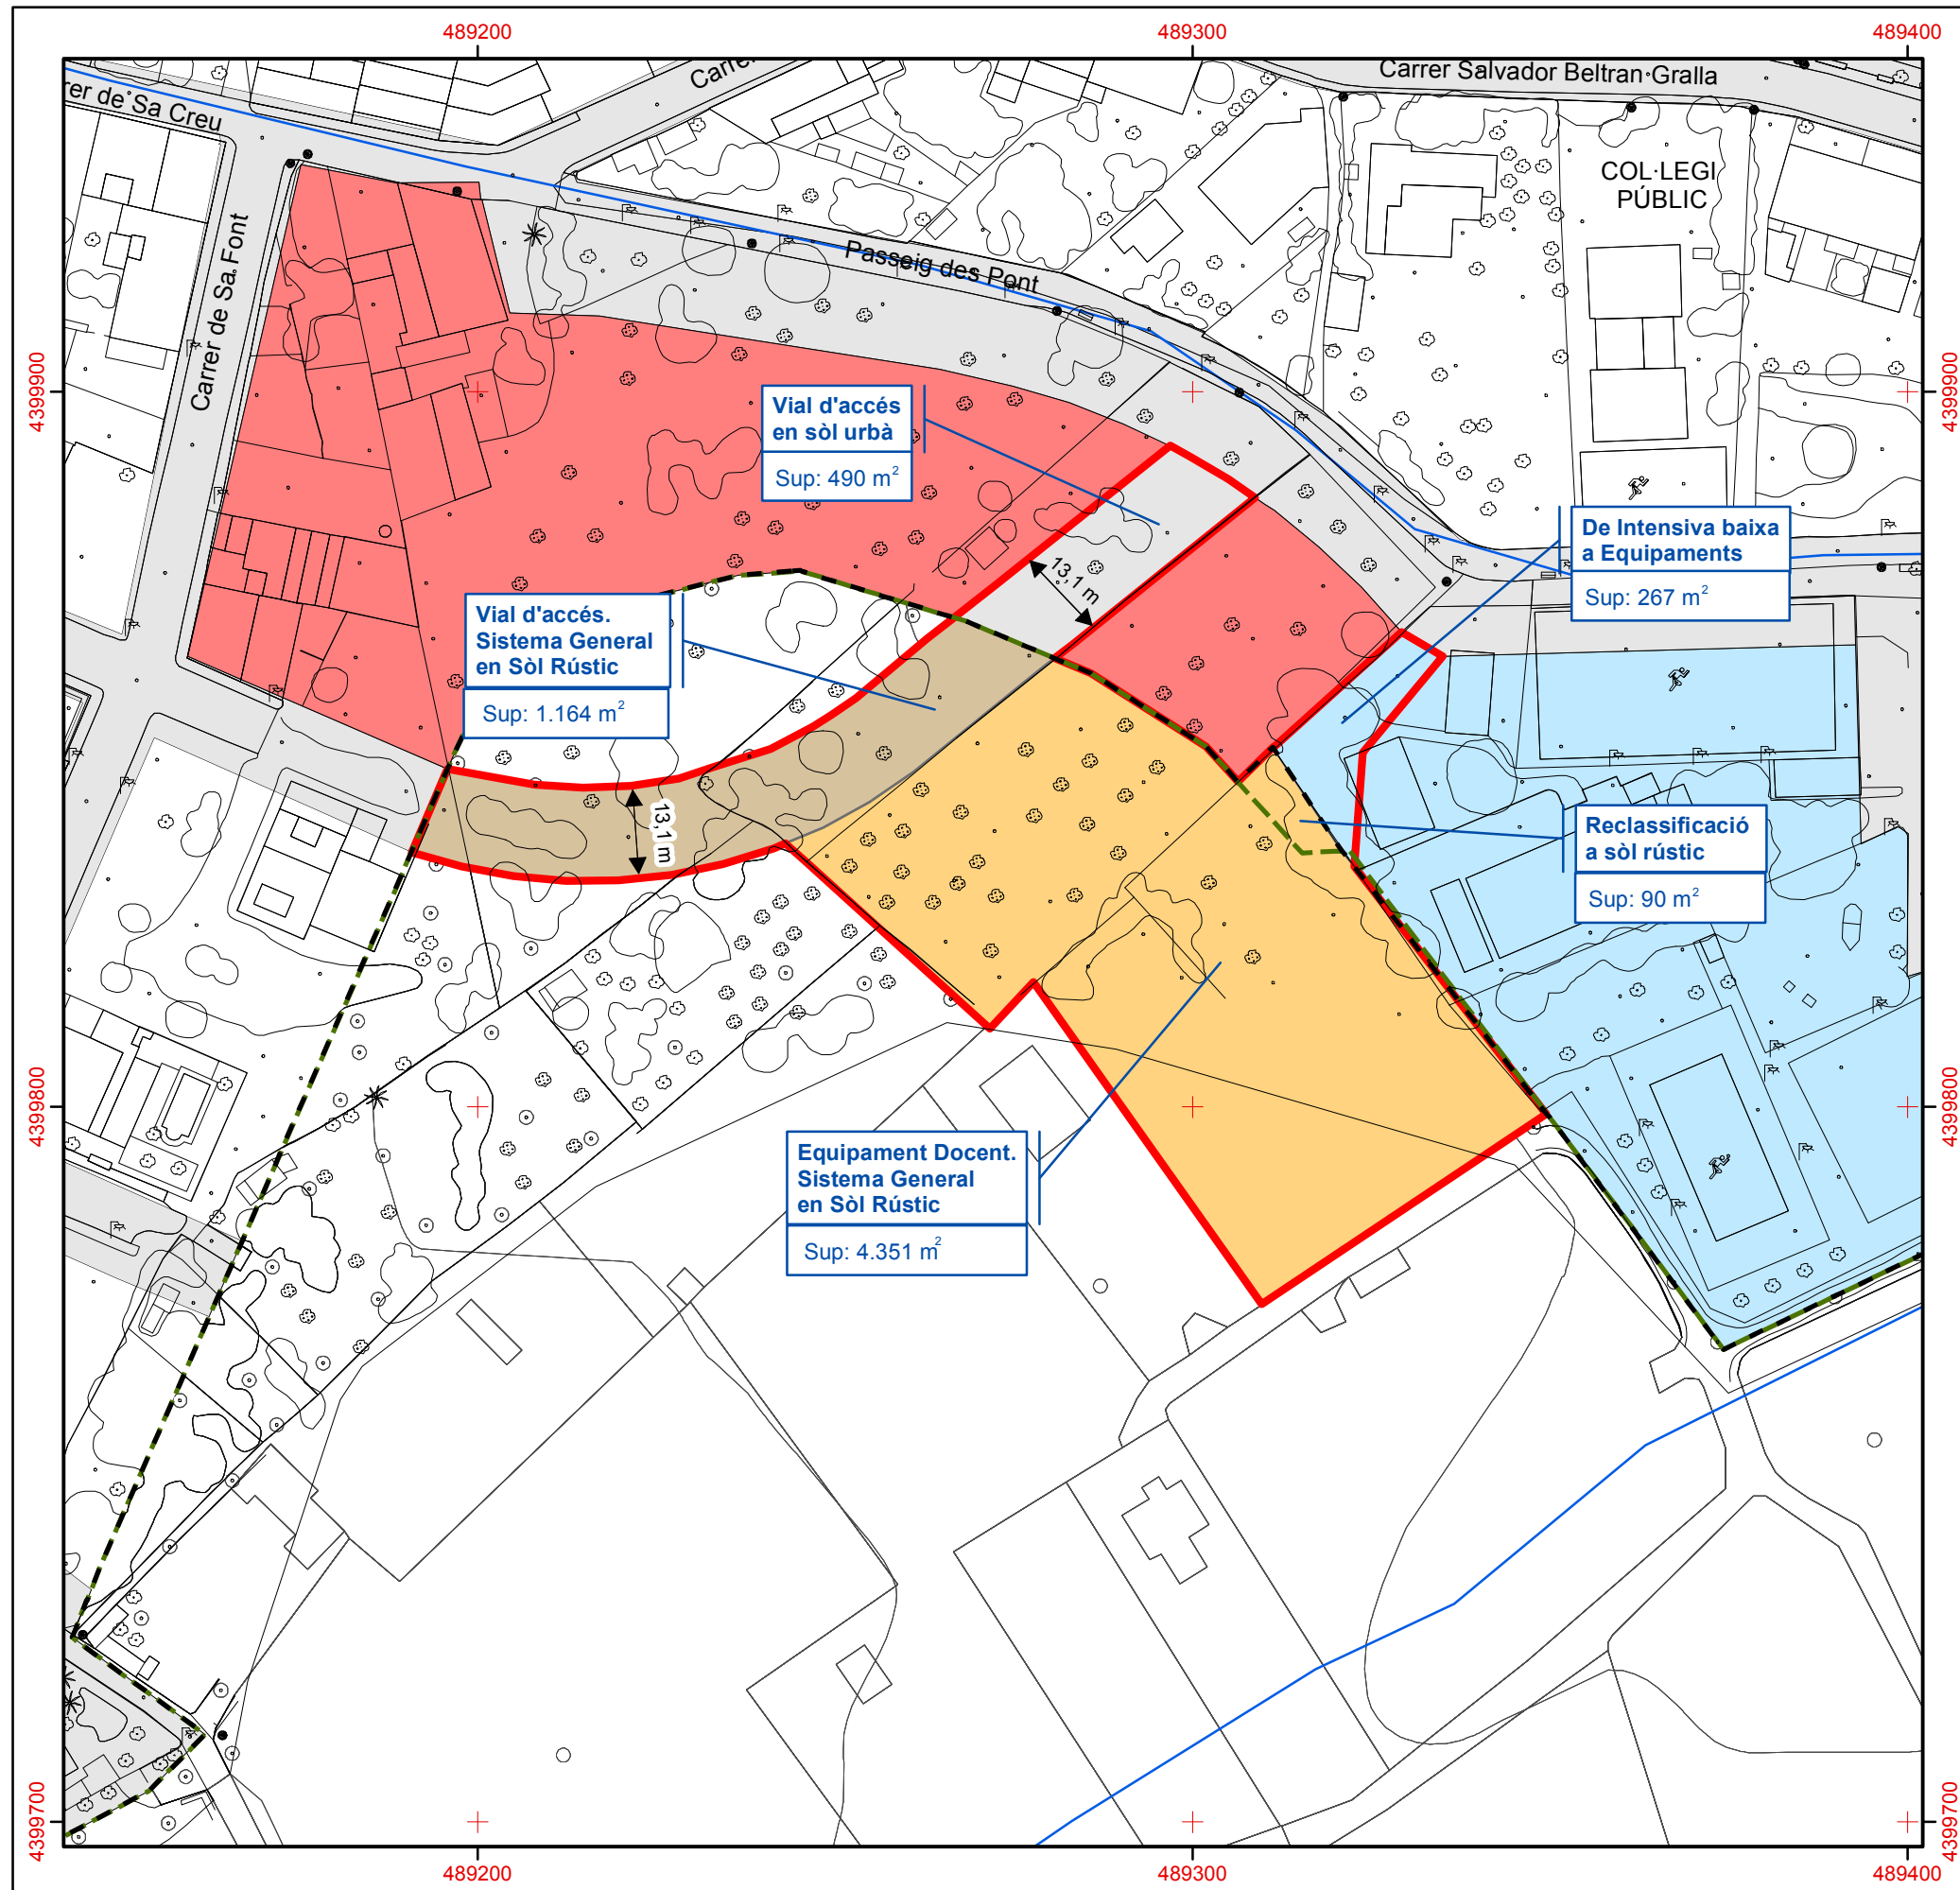 489200
489300
489400
Carrer
Carrer Salvador Beltran Gralla
rer de Sa Creu
COL·LEGI
PÚBLIC
Carrer de Sa Font
Passeig des Pont
4399900
4399900
Vial d'accés
en sòl urbà
Sup: 490 m²
De Intensiva baixa
a Equipaments
Sup: 267 m²
13,1 m
Vial d'accés.
Sistema General
en Sòl Rústic
Sup: 1.164 m²
13,1 m
Reclassificació
a sòl rústic
Sup: 90 m²
4399800
4399800
Equipament Docent.
Sistema General
en Sòl Rústic
Sup: 4.351 m²
4399700
4399700
489200
489300
489400